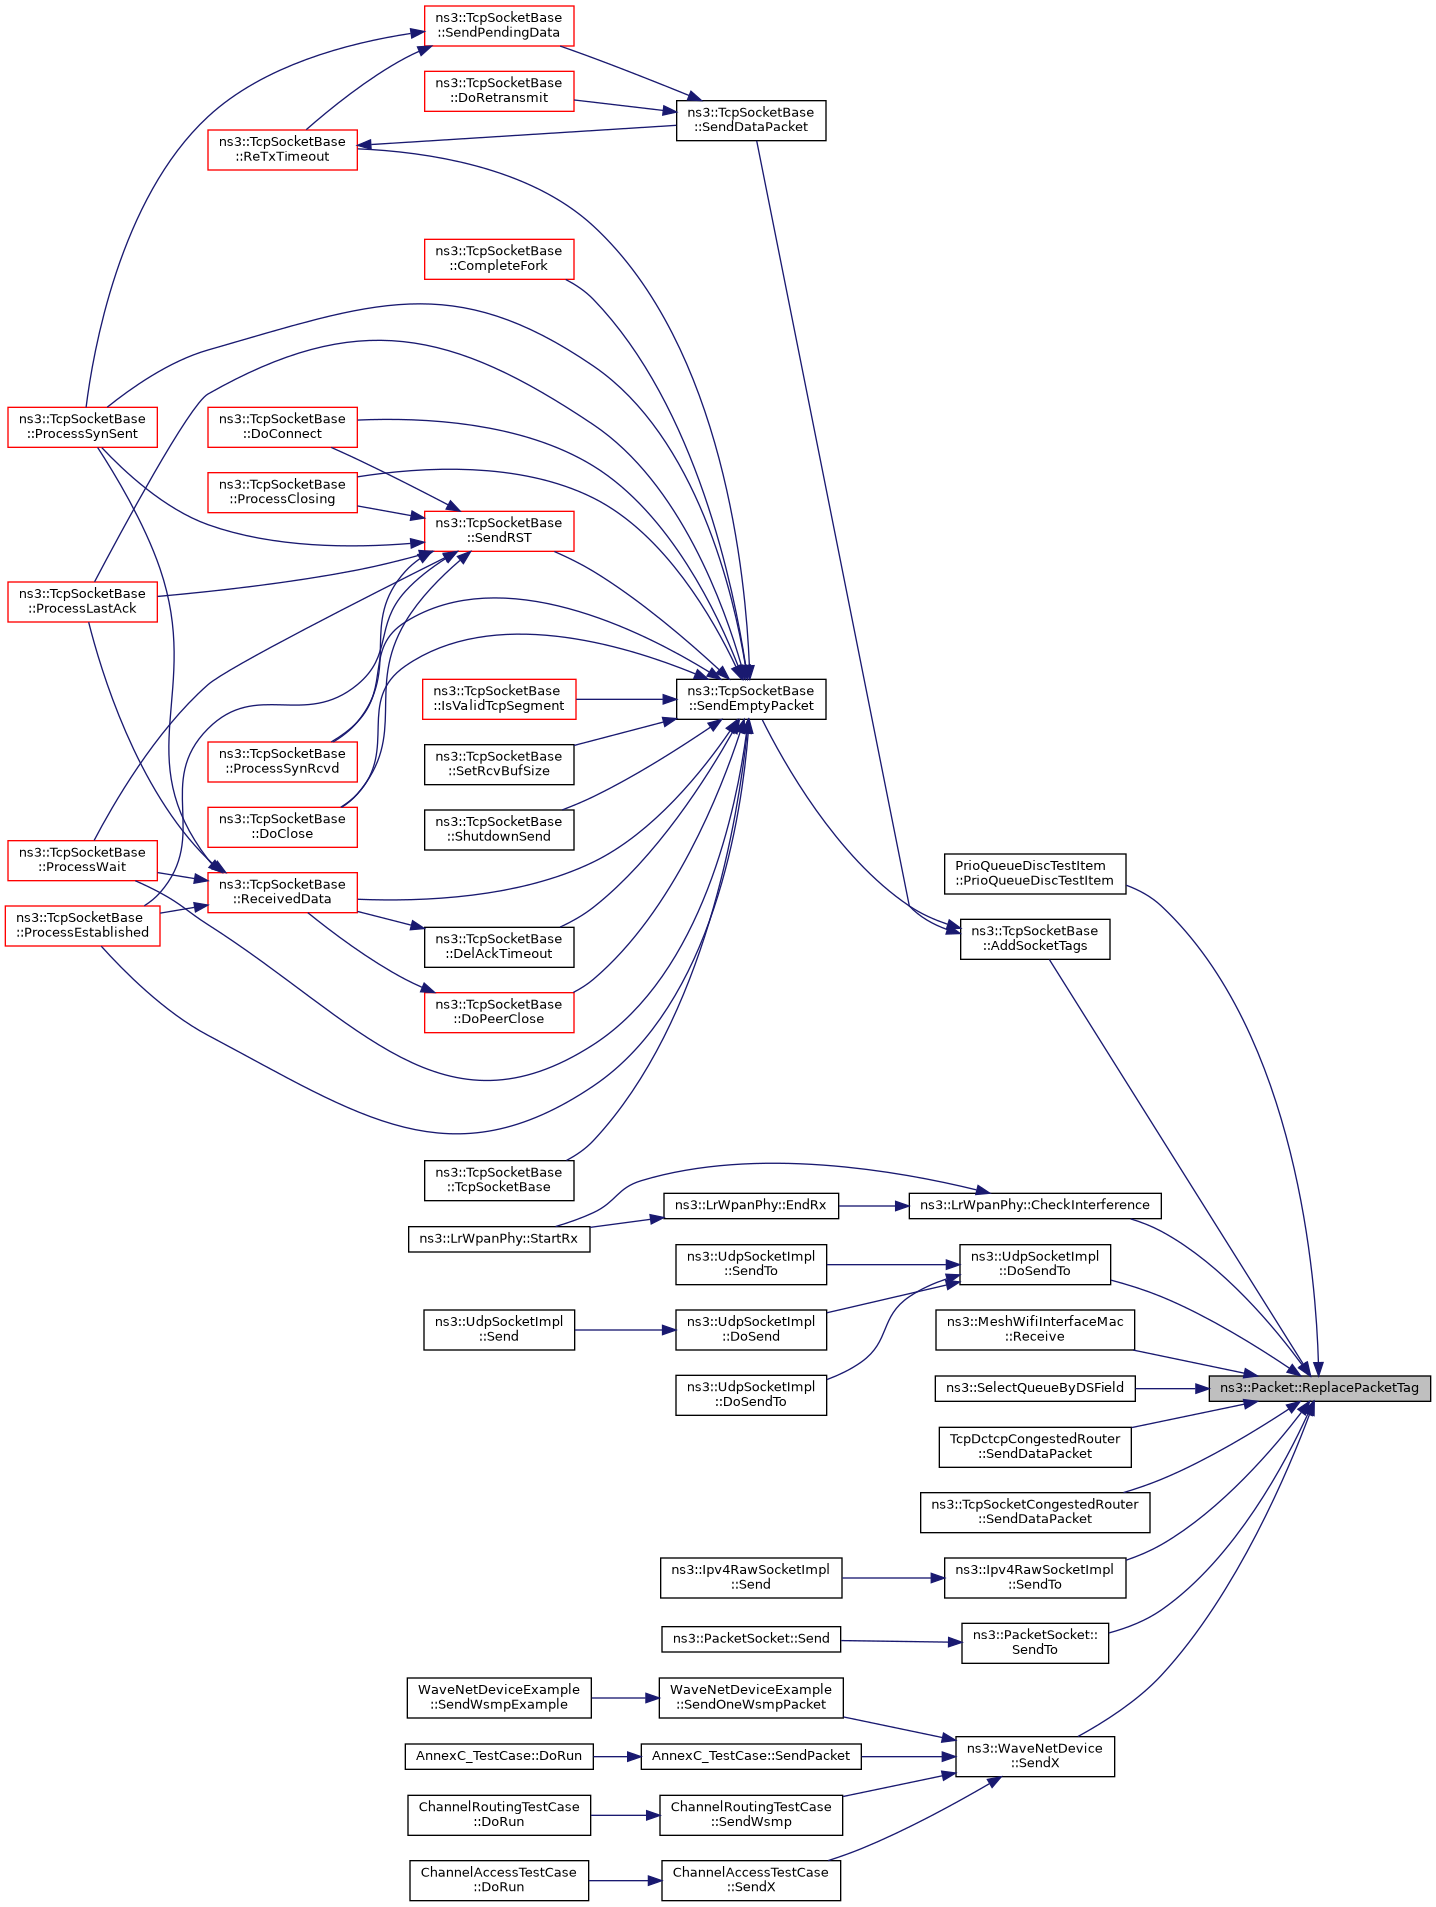 ns3::TcpSocketBase
::SendPendingData
ns3::TcpSocketBase
::DoRetransmit
ns3::TcpSocketBase
::SendDataPacket
ns3::TcpSocketBase
::ReTxTimeout
ns3::TcpSocketBase
::CompleteFork
ns3::TcpSocketBase
::ProcessSynSent
ns3::TcpSocketBase
::DoConnect
ns3::TcpSocketBase
::ProcessClosing
ns3::TcpSocketBase
::SendRST
ns3::TcpSocketBase
::ProcessLastAck
ns3::TcpSocketBase
::IsValidTcpSegment
ns3::TcpSocketBase
::SendEmptyPacket
ns3::TcpSocketBase
::ProcessSynRcvd
ns3::TcpSocketBase
::SetRcvBufSize
ns3::TcpSocketBase
::DoClose
ns3::TcpSocketBase
::ShutdownSend
ns3::TcpSocketBase
::ProcessWait
ns3::TcpSocketBase
::ReceivedData
ns3::TcpSocketBase
::ProcessEstablished
ns3::TcpSocketBase
::DelAckTimeout
ns3::TcpSocketBase
::DoPeerClose
PrioQueueDiscTestItem
::PrioQueueDiscTestItem
ns3::TcpSocketBase
::AddSocketTags
ns3::TcpSocketBase
::TcpSocketBase
ns3::LrWpanPhy::StartRx
ns3::LrWpanPhy::EndRx
ns3::LrWpanPhy::CheckInterference
ns3::UdpSocketImpl
::SendTo
ns3::UdpSocketImpl
::DoSendTo
ns3::UdpSocketImpl
::Send
ns3::UdpSocketImpl
::DoSend
ns3::MeshWifiInterfaceMac
::Receive
ns3::UdpSocketImpl
::DoSendTo
ns3::SelectQueueByDSField
ns3::Packet::ReplacePacketTag
TcpDctcpCongestedRouter
::SendDataPacket
ns3::TcpSocketCongestedRouter
::SendDataPacket
ns3::Ipv4RawSocketImpl
::Send
ns3::Ipv4RawSocketImpl
::SendTo
ns3::PacketSocket::Send
ns3::PacketSocket::
SendTo
WaveNetDeviceExample
::SendWsmpExample
WaveNetDeviceExample
::SendOneWsmpPacket
AnnexC_TestCase::DoRun
AnnexC_TestCase::SendPacket
ns3::WaveNetDevice
::SendX
ChannelRoutingTestCase
::DoRun
ChannelRoutingTestCase
::SendWsmp
ChannelAccessTestCase
::DoRun
ChannelAccessTestCase
::SendX